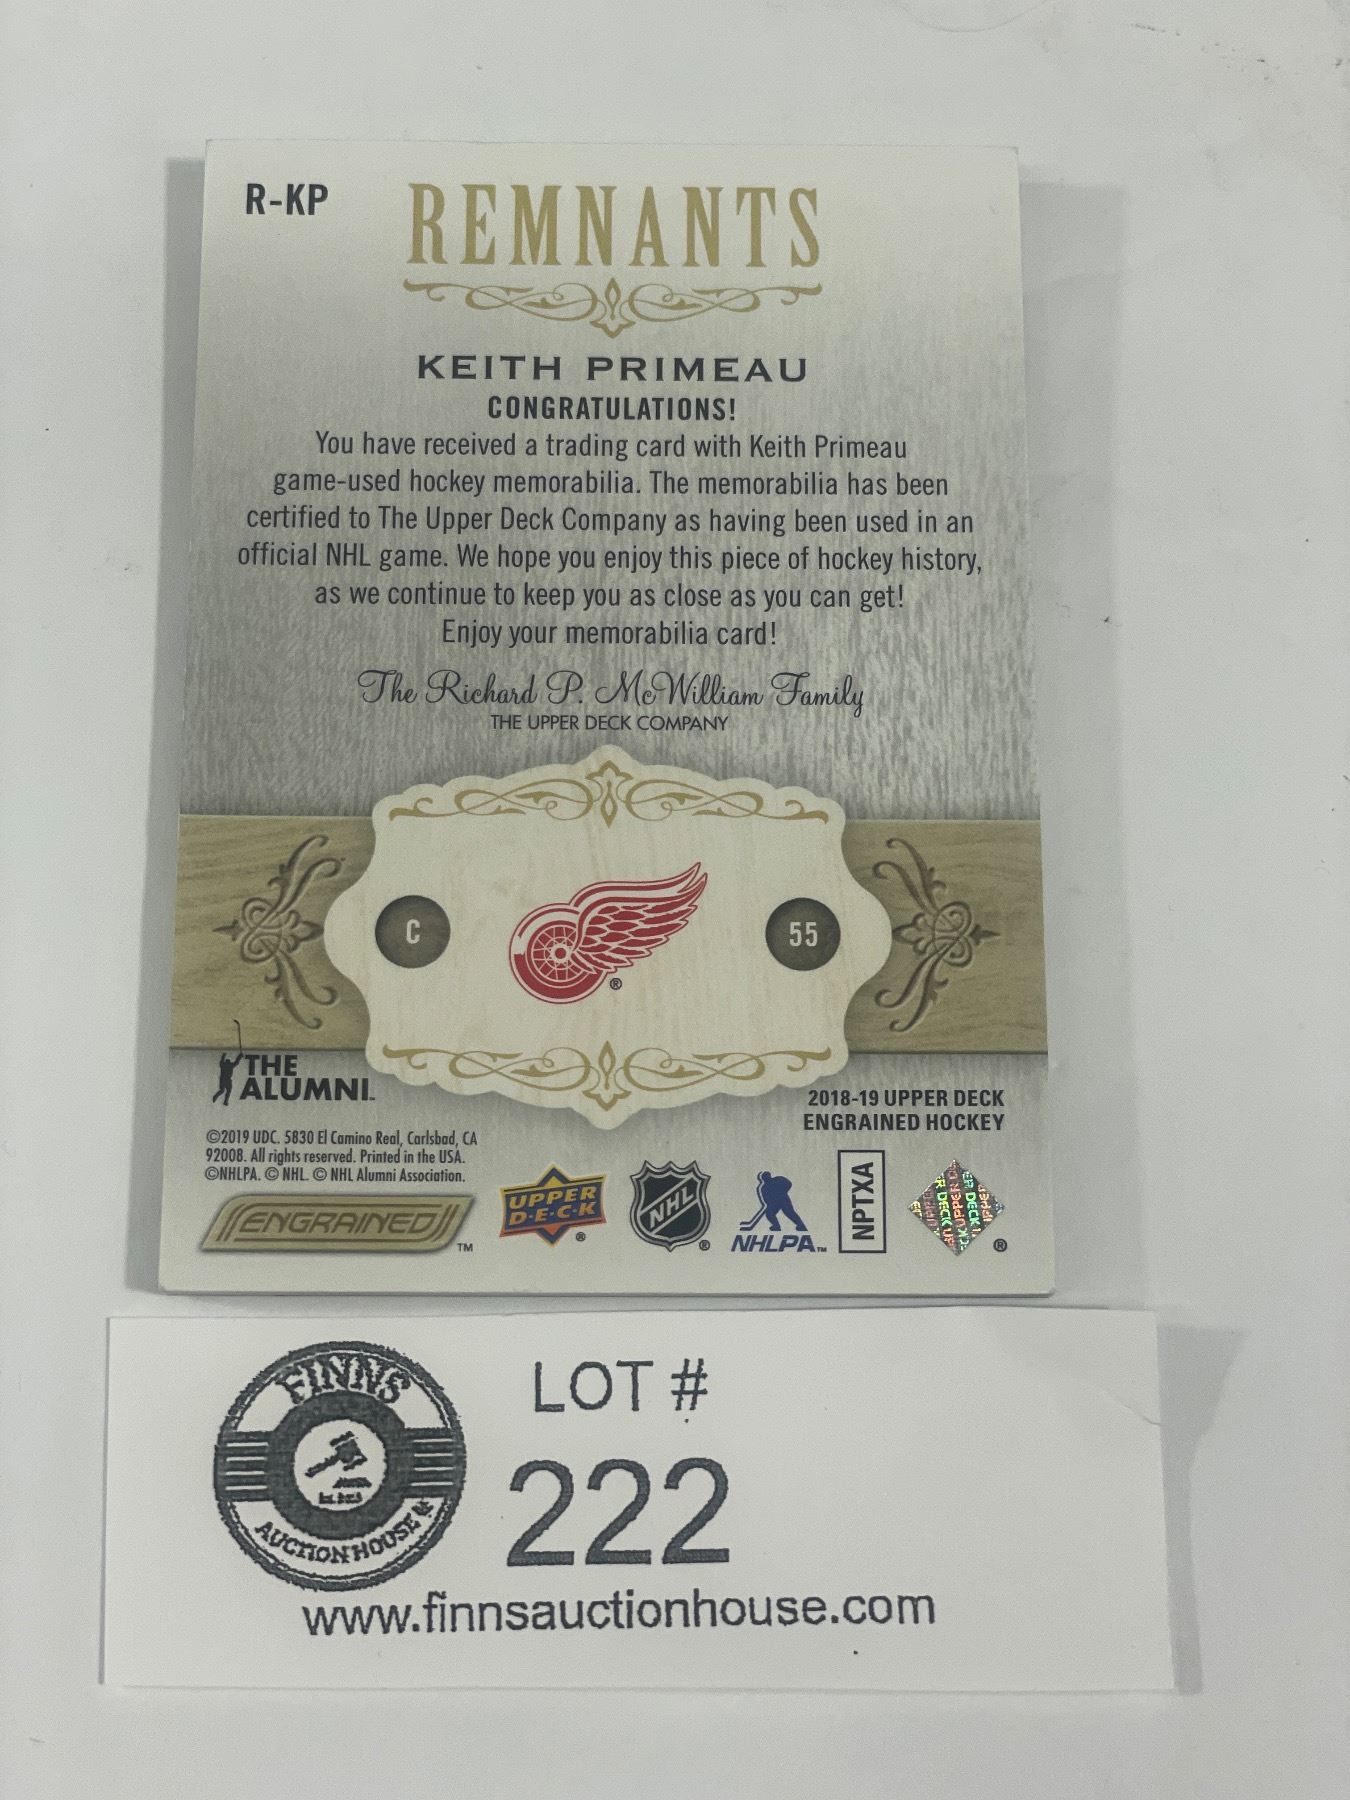 R-KP
REMNANTS
KEITH PRIMEAU
CONGRATULATIONS!
You have received a trading card with Keith Primeau
game-used hockey memorabilia. The memorabilia has been
certified to The Upper Deck Company as having been used in an
official NHL game. We hope you enjoy this piece of hockey history,
as we continue to keep you as close as you can get!
Enjoy your memorabilia card!
The Richard P. McWilliam Family
THE UPPER DECK COMPANY
C
55
®
THE
ALUMNI™
2018-19 UPPER DECK
ENGRAINED HOCKEY
©2019 UDC. 5830 El Camino Real, Carlsbad, CA
92008. All rights reserved. Printed in the USA.
©NHLPA. © NHL. © NHL Alumni Association.
ENGRAINED™
UPPER
D·E·C·K®
NHL®
NHLPA™
NPTXA
®
FINNS
AUCTION HOUSE
LOT #
222
www.finnsauctionhouse.com